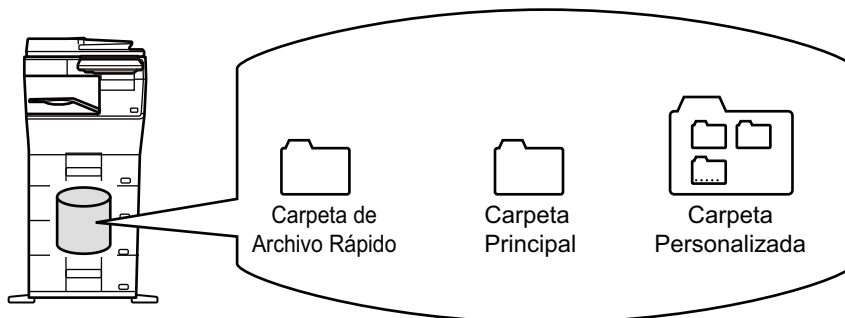 Carpeta de
Archivo Rápido
Carpeta
Principal
Carpeta
Personalizada